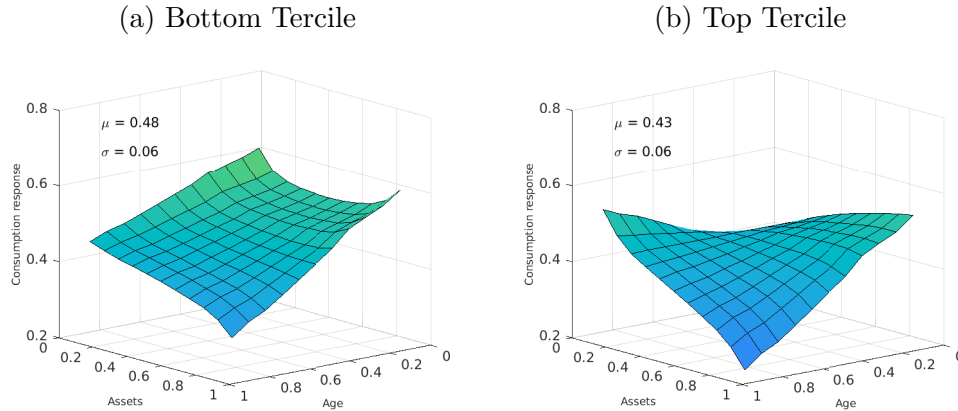 (a) Bottom Tercile
0.8
0.6
0.4
0.2
μ = 0.48
σ = 0.06
Consumption response
0
0.2
0.4
0.6
0.8
1
Assets
1
0.8
0.6
0.4
0.2
0
Age
(b) Top Tercile
0.8
0.6
0.4
0.2
μ = 0.43
σ = 0.06
Consumption response
0
0.2
0.4
0.6
0.8
1
Assets
1
0.8
0.6
0.4
0.2
0
Age